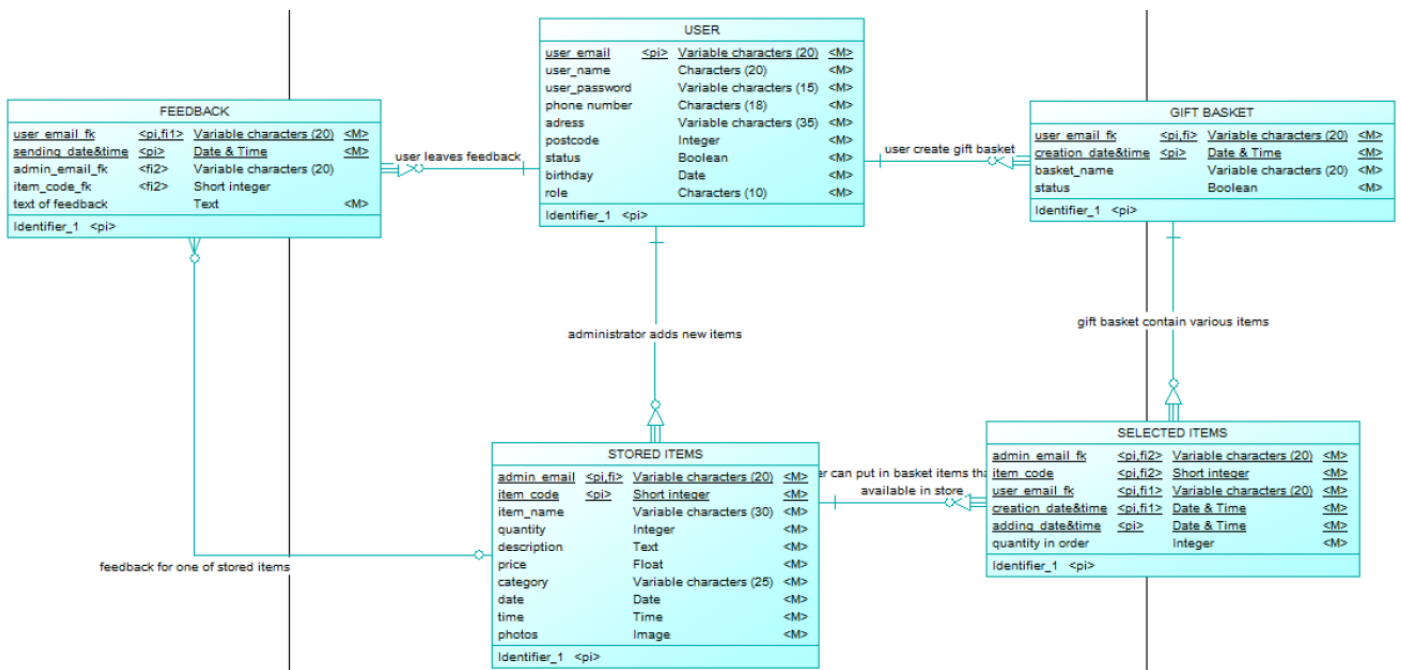 USER
user_email <pi> Variable characters (20) <M>
user_name Characters (20) <M>
user_password Variable characters (15) <M>
phone number Characters (18) <M>
adress Variable characters (35) <M>
postcode Integer <M>
status Boolean <M>
birthday Date <M>
role Characters (10) <M>
Identifier_1 <pi>
FEEDBACK
user_email_fk <pi,fi1> Variable characters (20) <M>
sending_date&time <pi> Date & Time <M>
admin_email_fk <fi2> Variable characters (20)
item_code_fk <fi2> Short integer
text of feedback Text <M>
Identifier_1 <pi>
user leaves feedback
user create gift basket
GIFT BASKET
user_email_fk <pi,fi> Variable characters (20) <M>
creation_date&time <pi> Date & Time <M>
basket_name Variable characters (20) <M>
status Boolean <M>
Identifier_1 <pi>
administrator adds new items
gift basket contain various items
feedback for one of stored items
STORED ITEMS
admin_email <pi,fi> Variable characters (20) <M>
item_code <pi> Short integer <M>
item_name Variable characters (30) <M>
quantity Integer <M>
description Text <M>
price Float <M>
category Variable characters (25) <M>
date Date <M>
time Time <M>
photos Image <M>
Identifier_1 <pi>
can put in basket items
available in store
SELECTED ITEMS
admin_email_fk <pi,fi2> Variable characters (20) <M>
item_code <pi,fi2> Short integer <M>
user_email_fk <pi,fi1> Variable characters (20) <M>
creation_date&time <pi,fi1> Date & Time <M>
adding_date&time <pi> Date & Time <M>
quantity in order Integer <M>
Identifier_1 <pi>